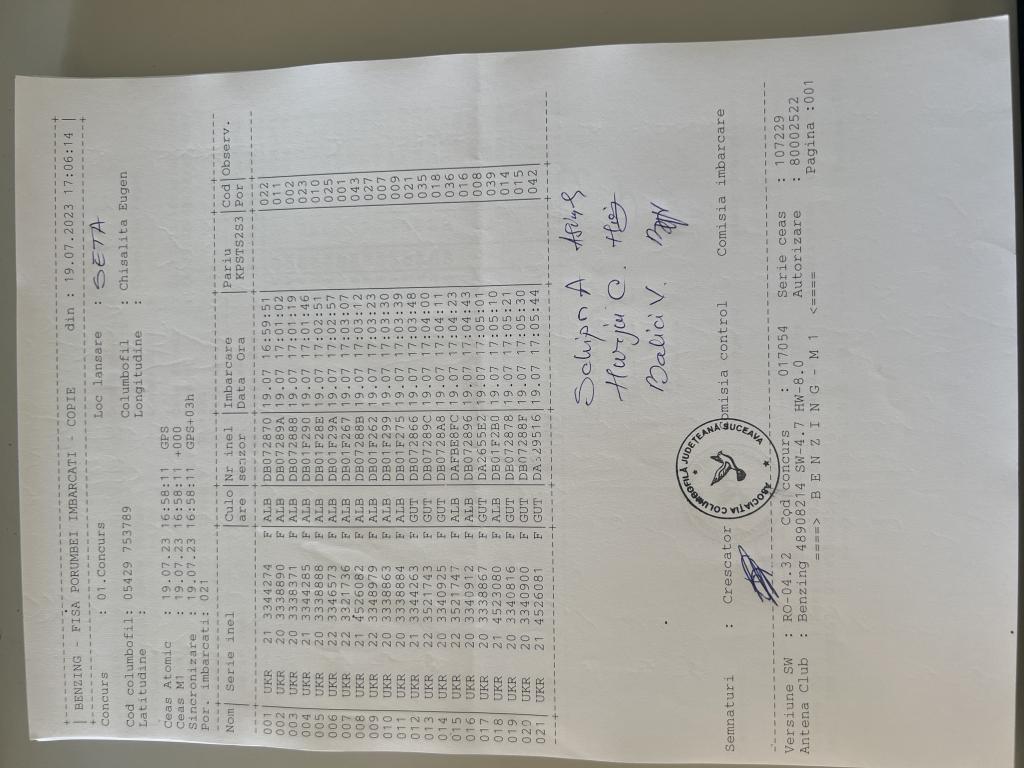 | BENZING - FISA PORUMBEI IMBARCATI - COPIE din : 19.07.2023 17:06:14 |
Concurs : 01:Concurs Loc lansare : SETA
Cod columbofil: 05429 753789 Columbofil : Chisalita Eugen
Latitudine : Longitudine :
Ceas Atomic : 19.07.23 16:58:11 GPS
Ceas M1 : 19.07.23 16:58:11 +000
Sincronizare : 19.07.23 16:58:11 GPS+03h
Por. imbarcati: 021
Nom| Serie inel |Culo|Nr inel |Imbarcare |Pariu |Cod|Observ.
| |are |senzor |Data Ora |KPSTS2S3|Por|
001| UKR 21 3344274 F ALB DB072870 19.07 16:59:51 022
002| UKR 20 3338890 F ALB DB07289A 19.07 17:01:02 011
003| UKR 20 3338371 F ALB DB072888 19.07 17:01:19 002
004| UKR 21 3344285 F ALB DB01F280 19.07 17:01:46 023
005| UKR 20 3338888 F ALB DB01F28E 19.07 17:02:51 010
006| UKR 22 3346573 F ALB DB01F29A 19.07 17:02:57 025
007| UKR 22 3321736 F ALB DB01F267 19.07 17:03:07 001
008| UKR 21 4526082 F ALB DB07289B 19.07 17:03:12 043
009| UKR 22 3348979 F ALB DB01F262 19.07 17:03:23 027
010| UKR 20 3338863 F ALB DB01F299 19.07 17:03:30 007
011| UKR 20 3338884 F ALB DB01F275 19.07 17:03:39 009
012| UKR 21 3344263 F GUT DB072866 19.07 17:03:48 021
013| UKR 22 3521743 F GUT DB07289C 19.07 17:04:00 035
014| UKR 20 3340925 F GUT DB0728A8 19.07 17:04:11 018
015| UKR 22 3521747 F ALB DAFBE8FC 19.07 17:04:23 036
016| UKR 20 3340912 F ALB DB072896 19.07 17:04:43 016
017| UKR 20 3338867 F GUT DA2655E2 19.07 17:05:01 008
018| UKR 21 4523080 F ALB DB01F2B0 19.07 17:05:10 039
019| UKR 20 3340816 F GUT DB072878 19.07 17:05:21 014
020| UKR 20 3340900 F GUT DB07288F 19.07 17:05:30 015
021| UKR 21 4526081 F GUT 19.07 17:05:44 042
A
C.
V.
Semnaturi : Crescator Comisia control Comisia imbarcare
ASOCIAȚIA COLUMBOFILĂ JUDEȚEANĂ SUCEAVA
Versiune SW : RO-04.32 Cod concurs : 017054 Serie ceas : 107229
Antena Club : Benzing 48908214 SW-4.7 HW-8.0 Autorizare : 80002522
====> B E N Z I N G - M 1 <==== Pagina :001